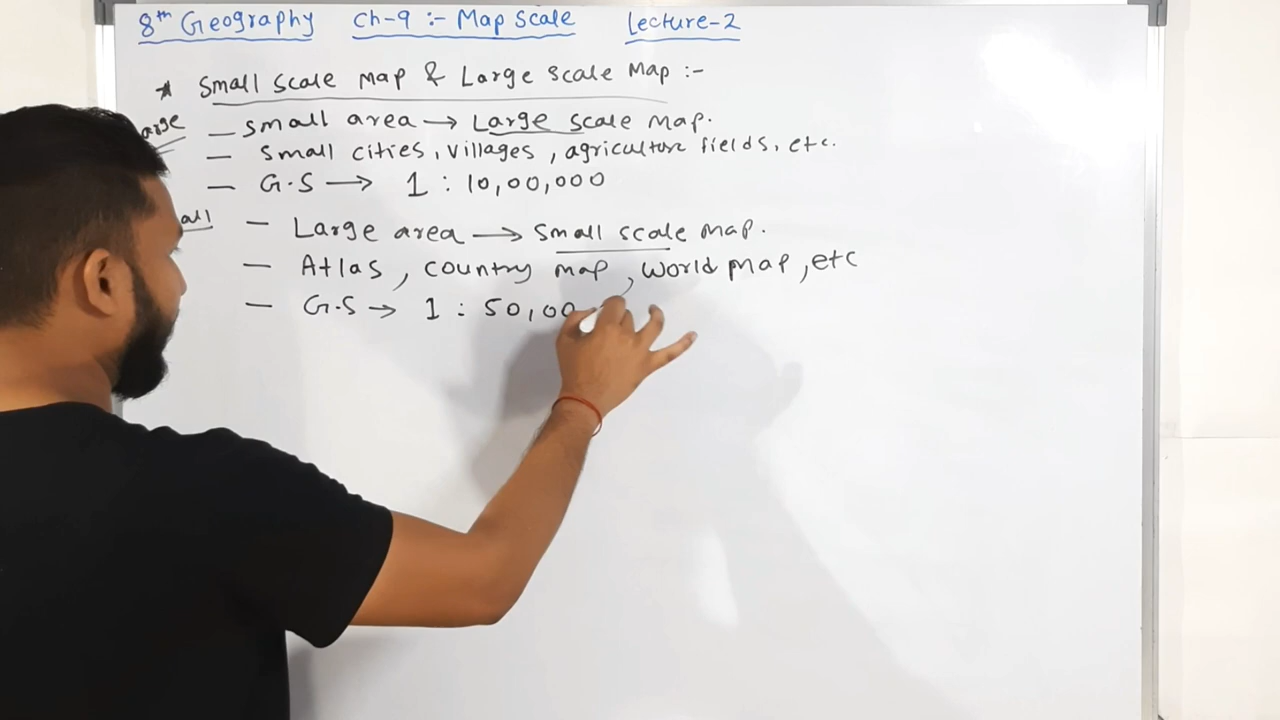 8th Geography Ch-9 :- Map Scale Lecture-2
* Small scale Map & Large scale Map :-
— Small area → Large scale Map.
— Small cities, villages, agriculture fields, etc.
— G.S → 1 : 10,00,000
— Large area → Small scale Map.
— Atlas, country map, world map, etc
— G.S → 1 : 50,00